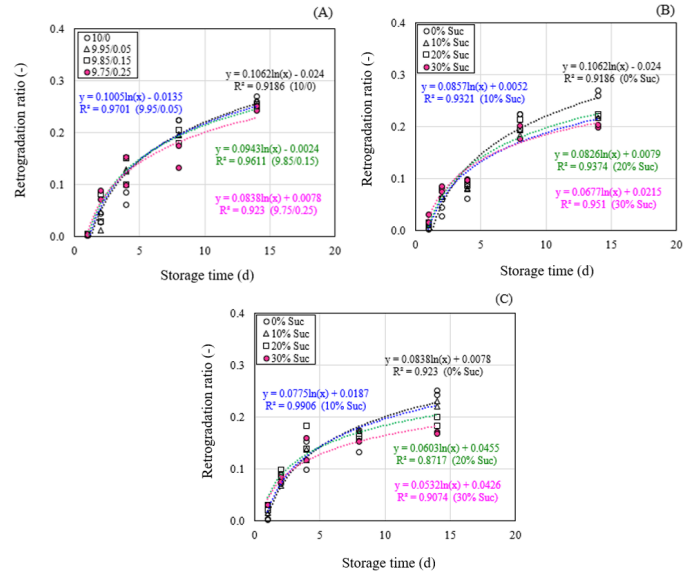 (A)
10/0
9.95/0.05
9.85/0.15
9.75/0.25
y = 0.1062ln(x) - 0.024
R² = 0.9186 (10/0)
y = 0.1005ln(x) - 0.0135
R² = 0.9701 (9.95/0.05)
y = 0.0943ln(x) - 0.0024
R² = 0.9611 (9.85/0.15)
y = 0.0838ln(x) + 0.0078
R² = 0.923 (9.75/0.25)
Retrogradation ratio (-)
0.4
0.3
0.2
0.1
0.0
0 5 10 15 20
Storage time (d)
(B)
0% Suc
10% Suc
20% Suc
30% Suc
y = 0.1062ln(x) - 0.024
R² = 0.9186 (0% Suc)
y = 0.0857ln(x) + 0.0052
R² = 0.9321 (10% Suc)
y = 0.0826ln(x) + 0.0079
R² = 0.9374 (20% Suc)
y = 0.0677ln(x) + 0.0215
R² = 0.951 (30% Suc)
Retrogradation ratio (-)
0.4
0.3
0.2
0.1
0.0
0 5 10 15 20
Storage time (d)
(C)
0% Suc
10% Suc
20% Suc
30% Suc
y = 0.0838ln(x) + 0.0078
R² = 0.923 (0% Suc)
y = 0.0775ln(x) + 0.0187
R² = 0.9906 (10% Suc)
y = 0.0603ln(x) + 0.0455
R² = 0.8717 (20% Suc)
y = 0.0532ln(x) + 0.0426
R² = 0.9074 (30% Suc)
Retrogradation ratio (-)
0.4
0.3
0.2
0.1
0.0
0 5 10 15 20
Storage time (d)